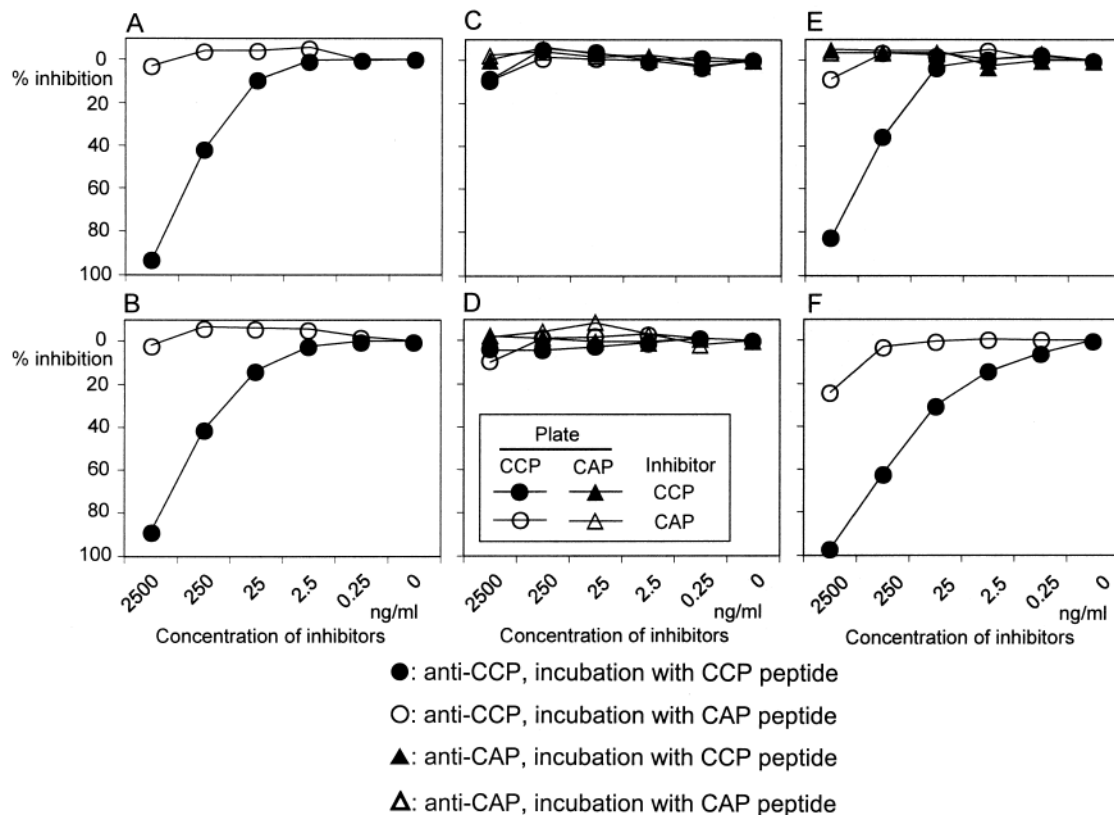 A
C
E
% inhibition
0
20
40
60
80
100
B
D
F
% inhibition
0
20
40
60
80
100
Plate
CCP CAP Inhibitor
CCP
CAP
2500 250 25 2.5 0.25 0
2500 250 25 2.5 0.25 0
2500 250 25 2.5 0.25 0
ng/ml ng/ml ng/ml
Concentration of inhibitors Concentration of inhibitors Concentration of inhibitors
●: anti-CCP, incubation with CCP peptide
○: anti-CCP, incubation with CAP peptide
▲: anti-CAP, incubation with CCP peptide
△: anti-CAP, incubation with CAP peptide